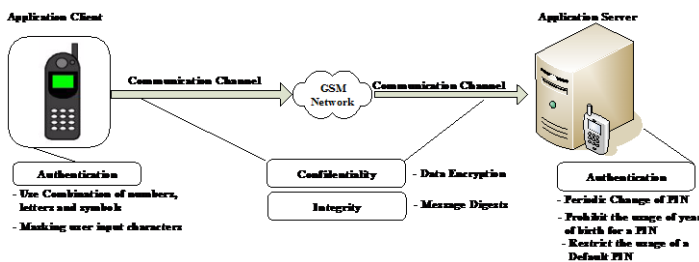 Application Client
Application Server
Communication Channel
GSM
Network
Communication Channel
Authentication
- Use Combination of numbers,
letters and symbols
- Masking user input characters
Confidentiality
- Data Encryption
Integrity
- Message Digests
Authentication
- Periodic Change of PIN
- Prohibit the usage of year
of birth for a PIN
- Restrict the usage of a
Default PIN